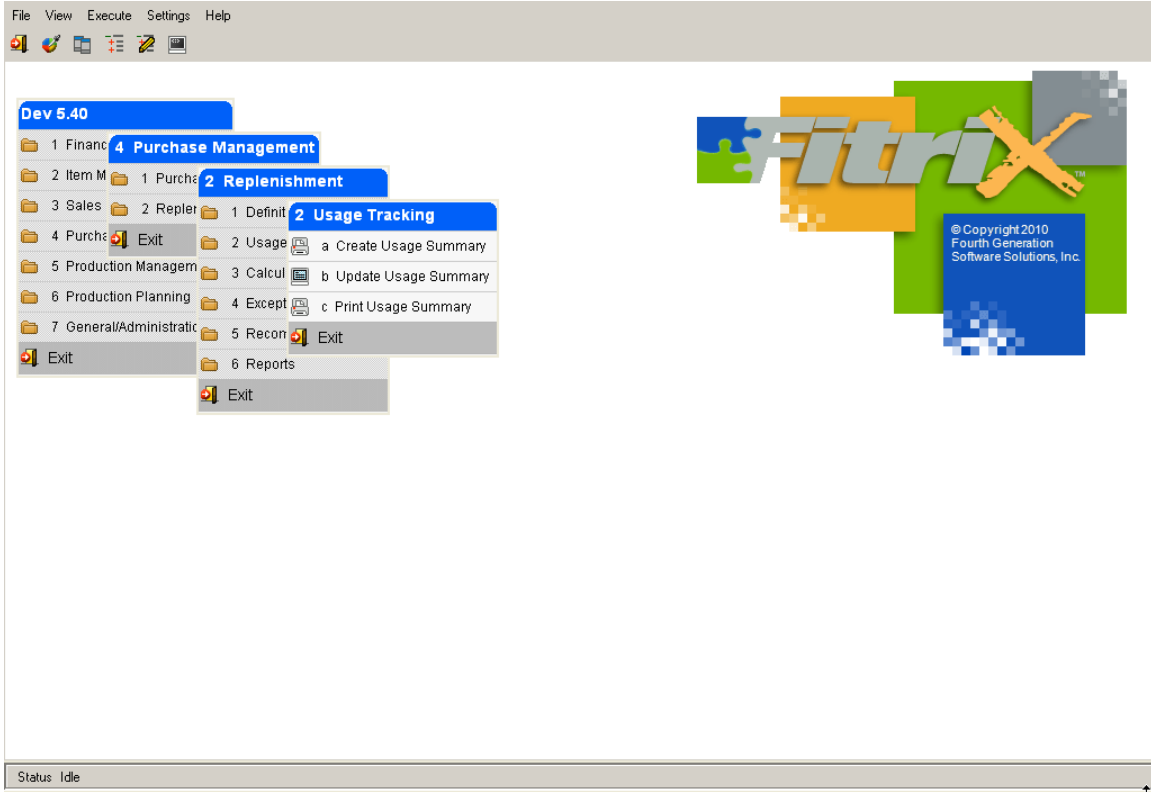 File View Execute Settings Help
Dev 5.40
1 Financ
2 Item M
3 Sales
4 Purcha
5 Production Managem
6 Production Planning
7 General/Administratic
Exit
4 Purchase Management
1 Purcha
2 Repler
Exit
2 Replenishment
1 Definit
2 Usage
3 Calcul
4 Except
5 Recon
6 Reports
Exit
2 Usage Tracking
a Create Usage Summary
b Update Usage Summary
c Print Usage Summary
Exit
Fitrix
TM
© Copyright 2010
Fourth Generation
Software Solutions, Inc.
Status Idle